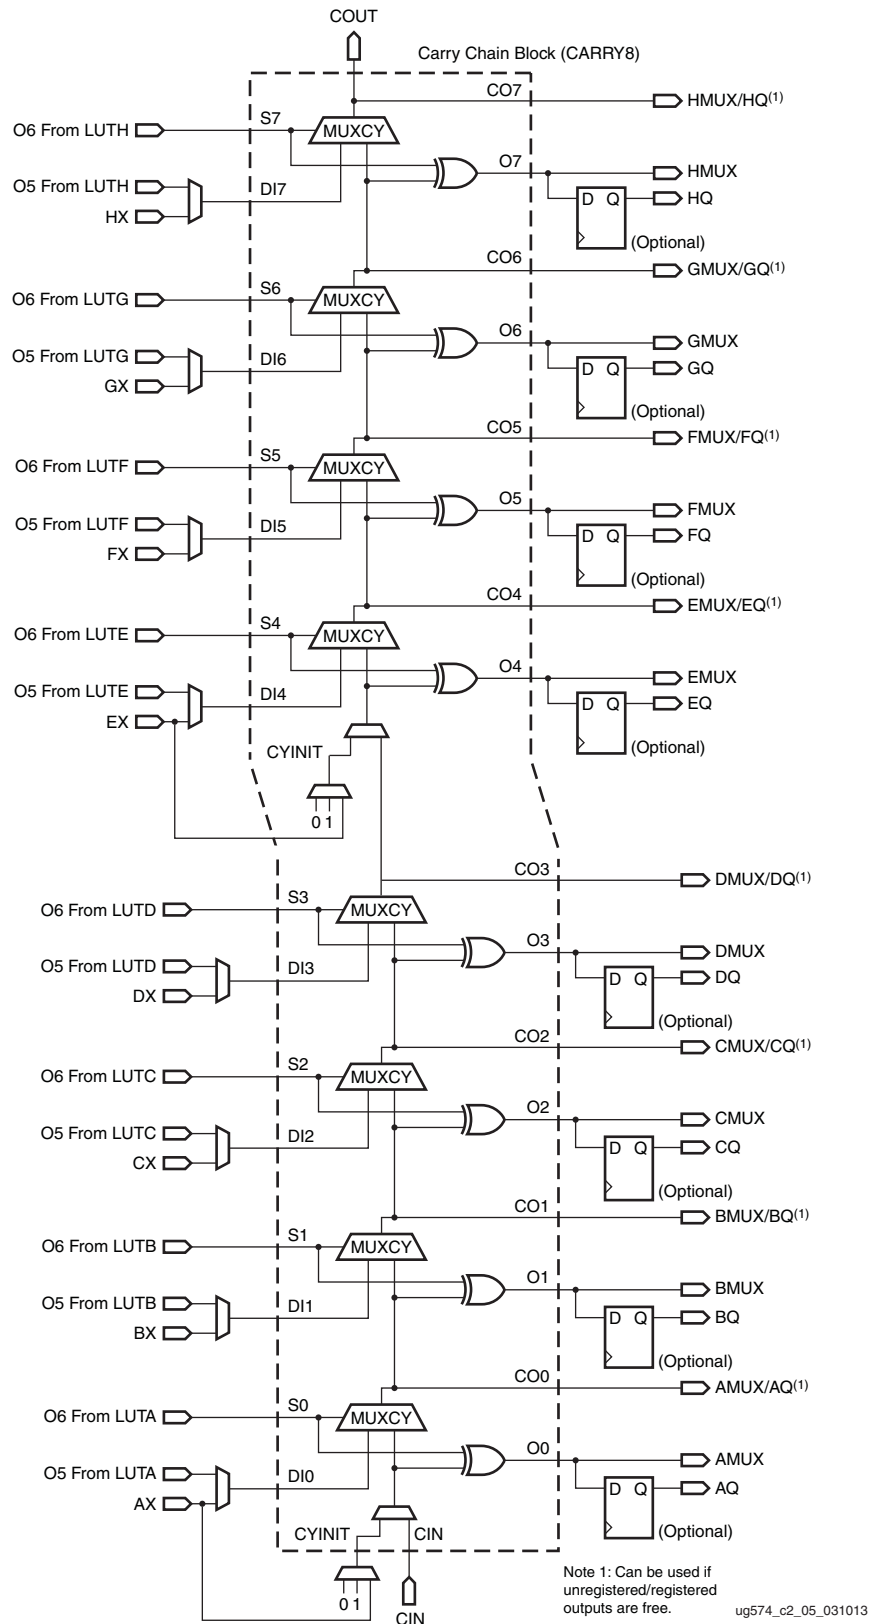 COUT
Carry Chain Block (CARRY8)
CO7
HMUX/HQ(1)
O6 From LUTH
S7
MUXCY
O7
HMUX
O5 From LUTH
DI7
D Q
HQ
HX
(Optional)
CO6
GMUX/GQ(1)
O6 From LUTG
S6
MUXCY
O6
GMUX
O5 From LUTG
DI6
D Q
GQ
GX
(Optional)
CO5
FMUX/FQ(1)
O6 From LUTF
S5
MUXCY
O5
FMUX
O5 From LUTF
DI5
D Q
FQ
FX
(Optional)
CO4
EMUX/EQ(1)
O6 From LUTE
S4
MUXCY
O4
EMUX
O5 From LUTE
DI4
D Q
EQ
EX
(Optional)
CYINIT
0 1
CO3
DMUX/DQ(1)
O6 From LUTD
S3
MUXCY
O3
DMUX
O5 From LUTD
DI3
D Q
DQ
DX
(Optional)
CO2
CMUX/CQ(1)
O6 From LUTC
S2
MUXCY
O2
CMUX
O5 From LUTC
DI2
D Q
CQ
CX
(Optional)
CO1
BMUX/BQ(1)
O6 From LUTB
S1
MUXCY
O1
BMUX
O5 From LUTB
DI1
D Q
BQ
BX
(Optional)
CO0
AMUX/AQ(1)
O6 From LUTA
S0
MUXCY
O0
AMUX
O5 From LUTA
DI0
D Q
AQ
AX
(Optional)
CYINIT
CIN
0 1
CIN
Note 1: Can be used if
unregistered/registered
outputs are free.
ug574_c2_05_031013